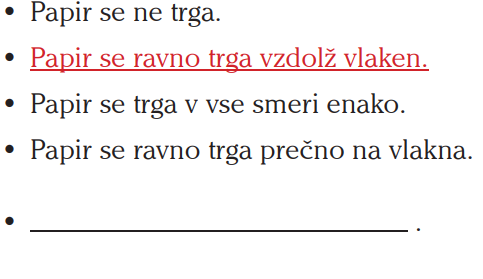 • Papir se ne trga.
• Papir se ravno trga vzdolž vlaken.
• Papir se trga v vse smeri enako.
• Papir se ravno trga prečno na vlakna.
• ______________________________ .